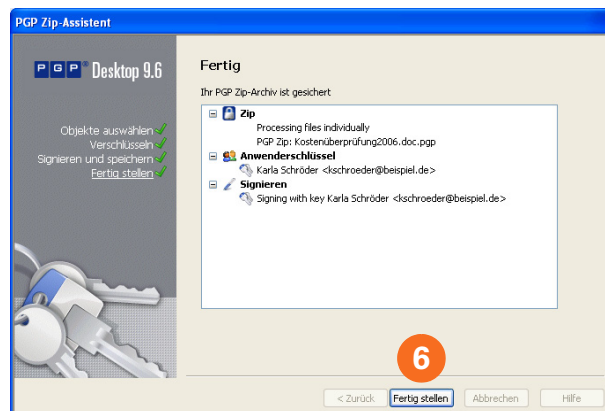 PGP Zip-Assistent
PGP® Desktop 9.6
Objekte auswählen
Verschlüsseln
Signieren und speichern
Fertig stellen
Fertig
Ihr PGP Zip-Archiv ist gesichert
Zip
Processing files individually
PGP Zip: Kostenüberprüfung2006.doc.pgp
Anwenderschlüssel
Karla Schröder <kschroeder@beispiel.de>
Signieren
Signing with key Karla Schröder <kschroeder@beispiel.de>
6
< Zurück Fertig stellen Abbrechen Hilfe